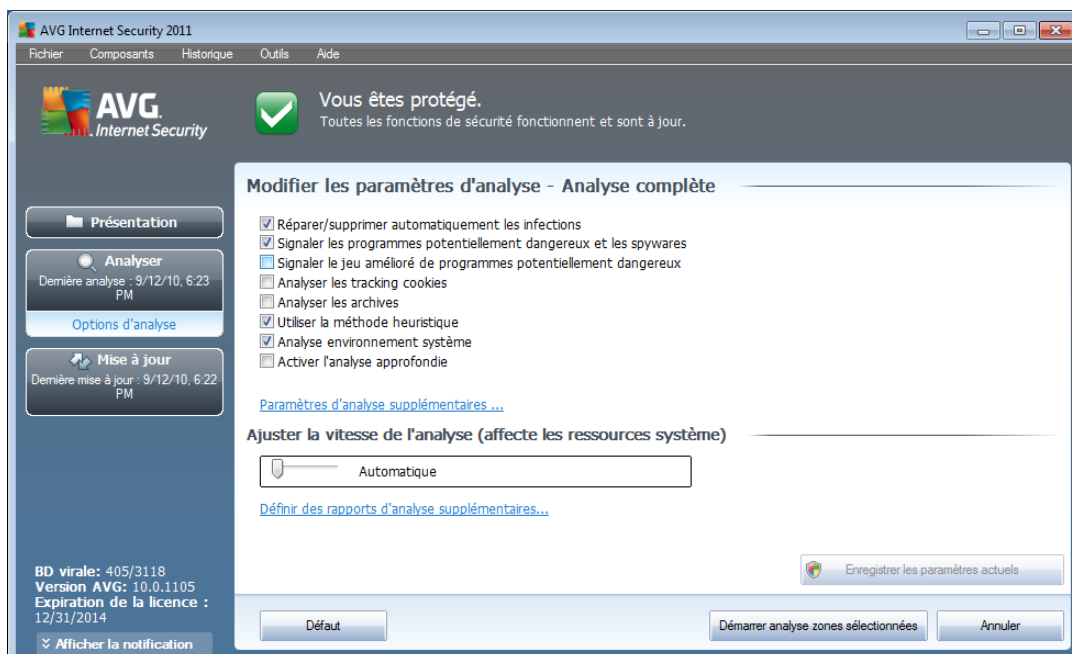 AVG Internet Security 2011
Fichier Composants Historique Outils Aide
AVG.
Internet Security
Vous êtes protégé.
Toutes les fonctions de sécurité fonctionnent et sont à jour.
Présentation
Analyser
Dernière analyse : 9/12/10, 6:23
PM
Options d'analyse
Mise à jour
Dernière mise à jour : 9/12/10, 6:22
PM
Modifier les paramètres d'analyse - Analyse complète
Réparer/supprimer automatiquement les infections
Signaler les programmes potentiellement dangereux et les spywares
Signaler le jeu amélioré de programmes potentiellement dangereux
Analyser les tracking cookies
Analyser les archives
Utiliser la méthode heuristique
Analyse environnement système
Activer l'analyse approfondie
Paramètres d'analyse supplémentaires ...
Ajuster la vitesse de l'analyse (affecte les ressources système)
Automatique
Définir des rapports d'analyse supplémentaires...
Enregistrer les paramètres actuels
BD virale: 405/3118
Version AVG: 10.0.1105
Expiration de la licence :
12/31/2014
Afficher la notification
Défaut
Démarrer analyse zones sélectionnées
Annuler